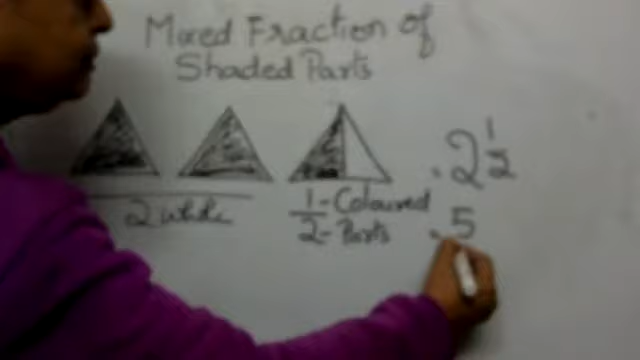 Mixed Fraction of
Shaded Parts
2 whole
1 - Coloured
2 - Parts
. 2 1/2
. 5